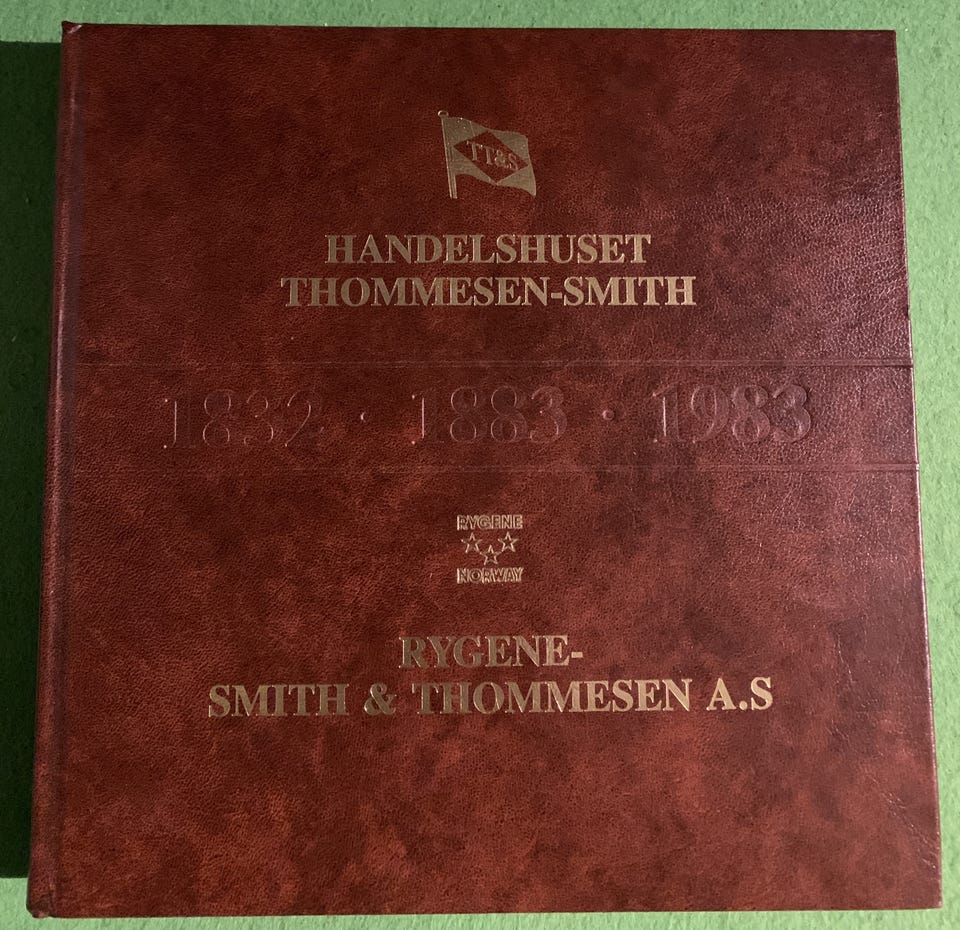 TT&S
HANDELSHUSET
THOMMESEN-SMITH
1832 · 1883 · 1983
RYGENE
NORWAY
RYGENE-
SMITH & THOMMESEN A.S